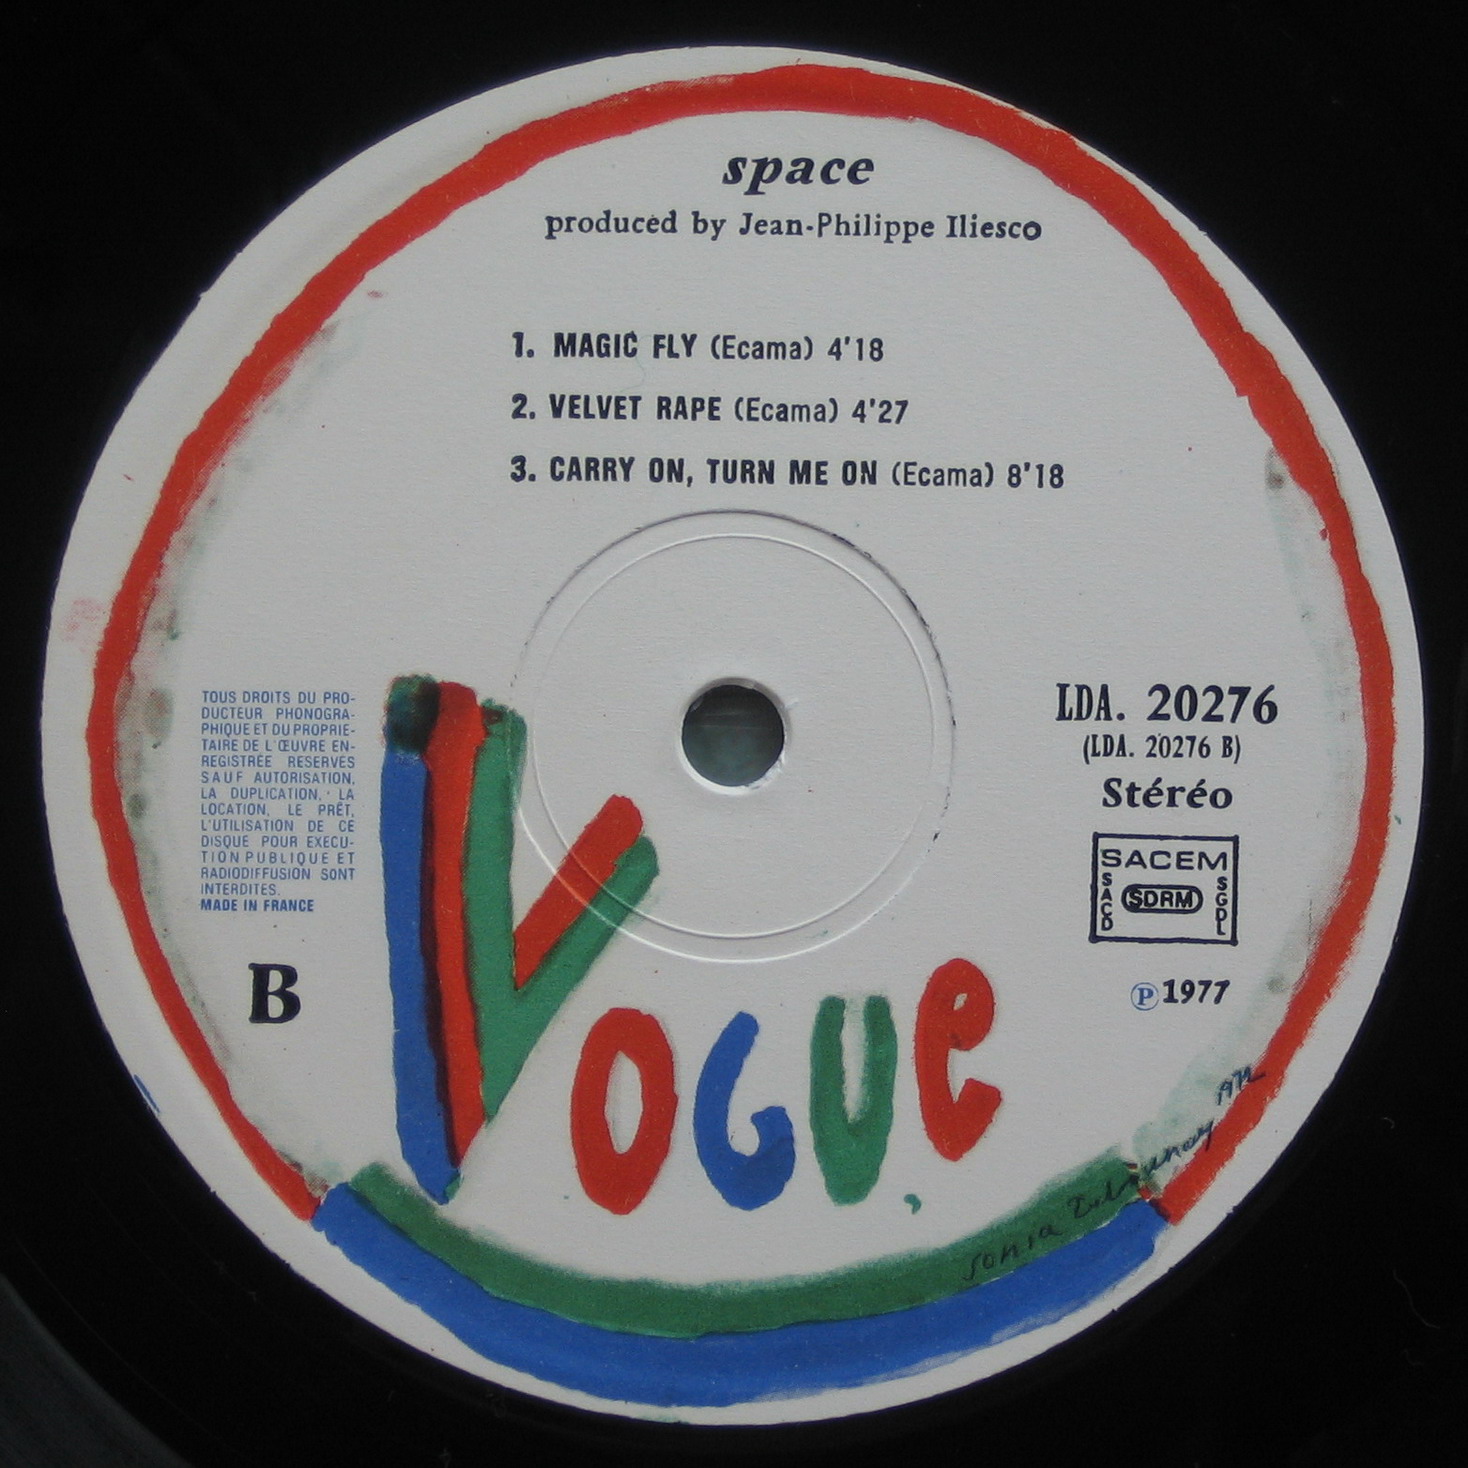 space
produced by Jean-Philippe Iliesco
1. MAGIC FLY (Ecama) 4'18
2. VELVET RAPE (Ecama) 4'27
3. CARRY ON, TURN ME ON (Ecama) 8'18
TOUS DROITS DU PRO-
DUCTEUR PHONOGRA-
PHIQUE ET DU PROPRIE-
TAIRE DE L'ŒUVRE EN-
REGISTRÉE RESERVÉS
SAUF AUTORISATION,
LA DUPLICATION, LA
LOCATION, LE PRÊT,
L'UTILISATION DE CE
DISQUE POUR EXECU-
TION PUBLIQUE ET
RADIODIFFUSION SONT
INTERDITES.
MADE IN FRANCE
B
LDA. 20276
(LDA. 20276 B)
Stéréo
SACEM
SACD
SDRM
SGDL
℗ 1977
VOGUe
sonia Delaunay 1972